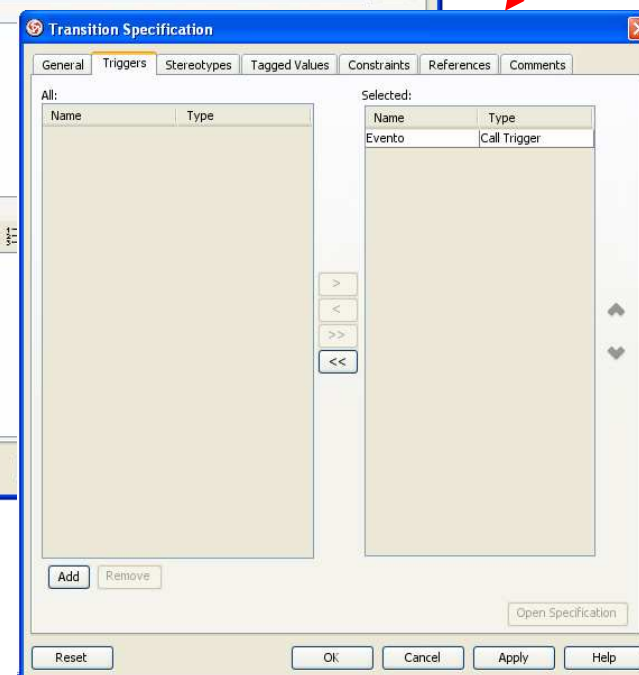 Transition Specification
General Triggers Stereotypes Tagged Values Constraints References Comments
All: Selected:
Name Type Name Type
Evento Call Trigger
>
<
>>
<<
Add Remove
Open Specification
Reset OK Cancel Apply Help